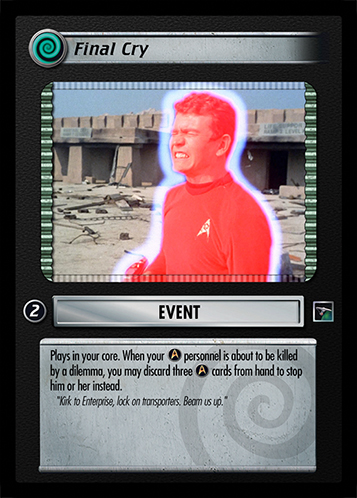 Final Cry
2
EVENT
Plays in your core. When your A personnel is about to be killed
by a dilemma, you may discard three A cards from hand to stop
him or her instead.
"Kirk to Enterprise, lock on transporters. Beam us up."